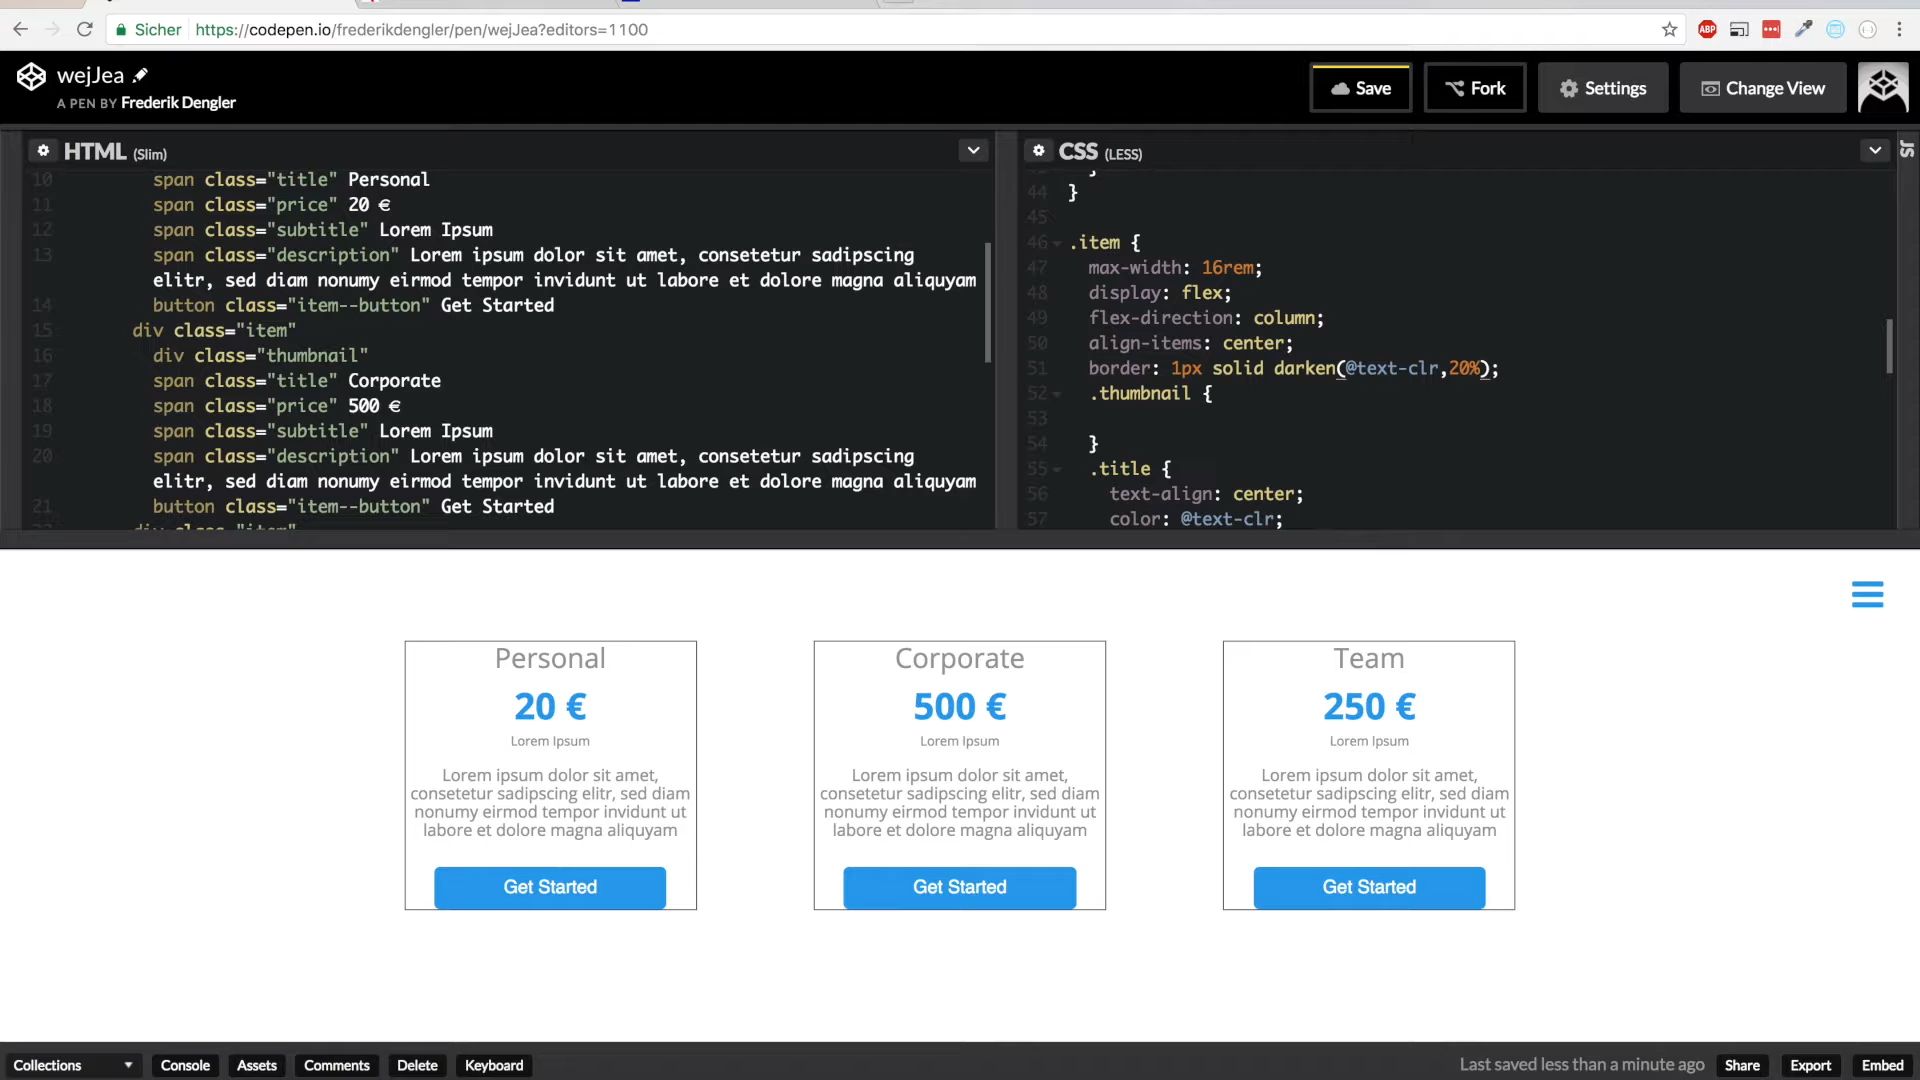 Sicher https://codepen.io/frederikdengler/pen/wejJea?editors=1100
ABP
wejJea
A PEN BY Frederik Dengler
Save
Fork
Settings
Change View
HTML (Slim)
10 span class="title" Personal
11 span class="price" 20 €
12 span class="subtitle" Lorem Ipsum
13 span class="description" Lorem ipsum dolor sit amet, consetetur sadipscing
elitr, sed diam nonumy eirmod tempor invidunt ut labore et dolore magna aliquyam
14 button class="item--button" Get Started
15 div class="item"
16 div class="thumbnail"
17 span class="title" Corporate
18 span class="price" 500 €
19 span class="subtitle" Lorem Ipsum
20 span class="description" Lorem ipsum dolor sit amet, consetetur sadipscing
elitr, sed diam nonumy eirmod tempor invidunt ut labore et dolore magna aliquyam
21 button class="item--button" Get Started
div class="item"
CSS (LESS)
JS
}
44 }
45
46 .item {
47 max-width: 16rem;
48 display: flex;
49 flex-direction: column;
50 align-items: center;
51 border: 1px solid darken(@text-clr,20%);
52 .thumbnail {
53
54 }
55 .title {
56 text-align: center;
57 color: @text-clr;
Personal
20 €
Lorem Ipsum
Lorem ipsum dolor sit amet,
consetetur sadipscing elitr, sed diam
nonumy eirmod tempor invidunt ut
labore et dolore magna aliquyam
Get Started
Corporate
500 €
Lorem Ipsum
Lorem ipsum dolor sit amet,
consetetur sadipscing elitr, sed diam
nonumy eirmod tempor invidunt ut
labore et dolore magna aliquyam
Get Started
Team
250 €
Lorem Ipsum
Lorem ipsum dolor sit amet,
consetetur sadipscing elitr, sed diam
nonumy eirmod tempor invidunt ut
labore et dolore magna aliquyam
Get Started
Collections
Console
Assets
Comments
Delete
Keyboard
Last saved less than a minute ago
Share
Export
Embed